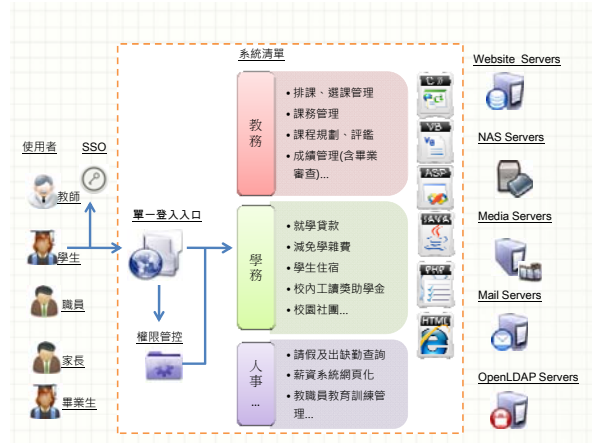 系統清單
Website Servers
C#
教務
• 排課、選課管理
• 課務管理
• 課程規劃、評鑑
• 成績管理(含畢業
審查)...
VB
NAS Servers
使用者
SSO
ASP
教師
單一登入入口
JAVA
Media Servers
學務
• 就學貸款
• 減免學雜費
• 學生住宿
• 校內工讀獎助學金
• 校園社團...
學生
PHP
職員
Mail Servers
權限管控
HTML
家長
人事...
• 請假及出缺勤查詢
• 薪資系統網頁化
• 教職員教育訓練管
理...
OpenLDAP Servers
畢業生